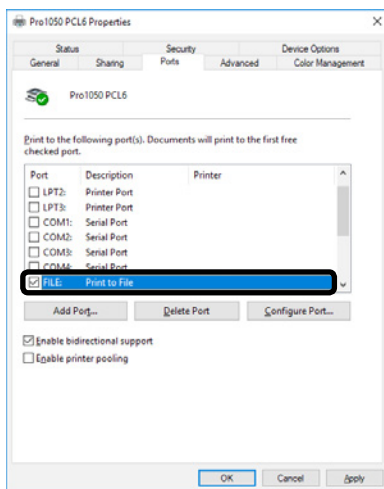 Pro1050 PCL6 Properties
Status Security Device Options
General Sharing Ports Advanced Color Management
Pro1050 PCL6
Print to the following port(s). Documents will print to the first free
checked port.
Port Description Printer
LPT2: Printer Port
LPT3: Printer Port
COM1: Serial Port
COM2: Serial Port
COM3: Serial Port
COM4: Serial Port
FILE: Print to File
Add Port... Delete Port Configure Port...
Enable bidirectional support
Enable printer pooling
OK Cancel Apply